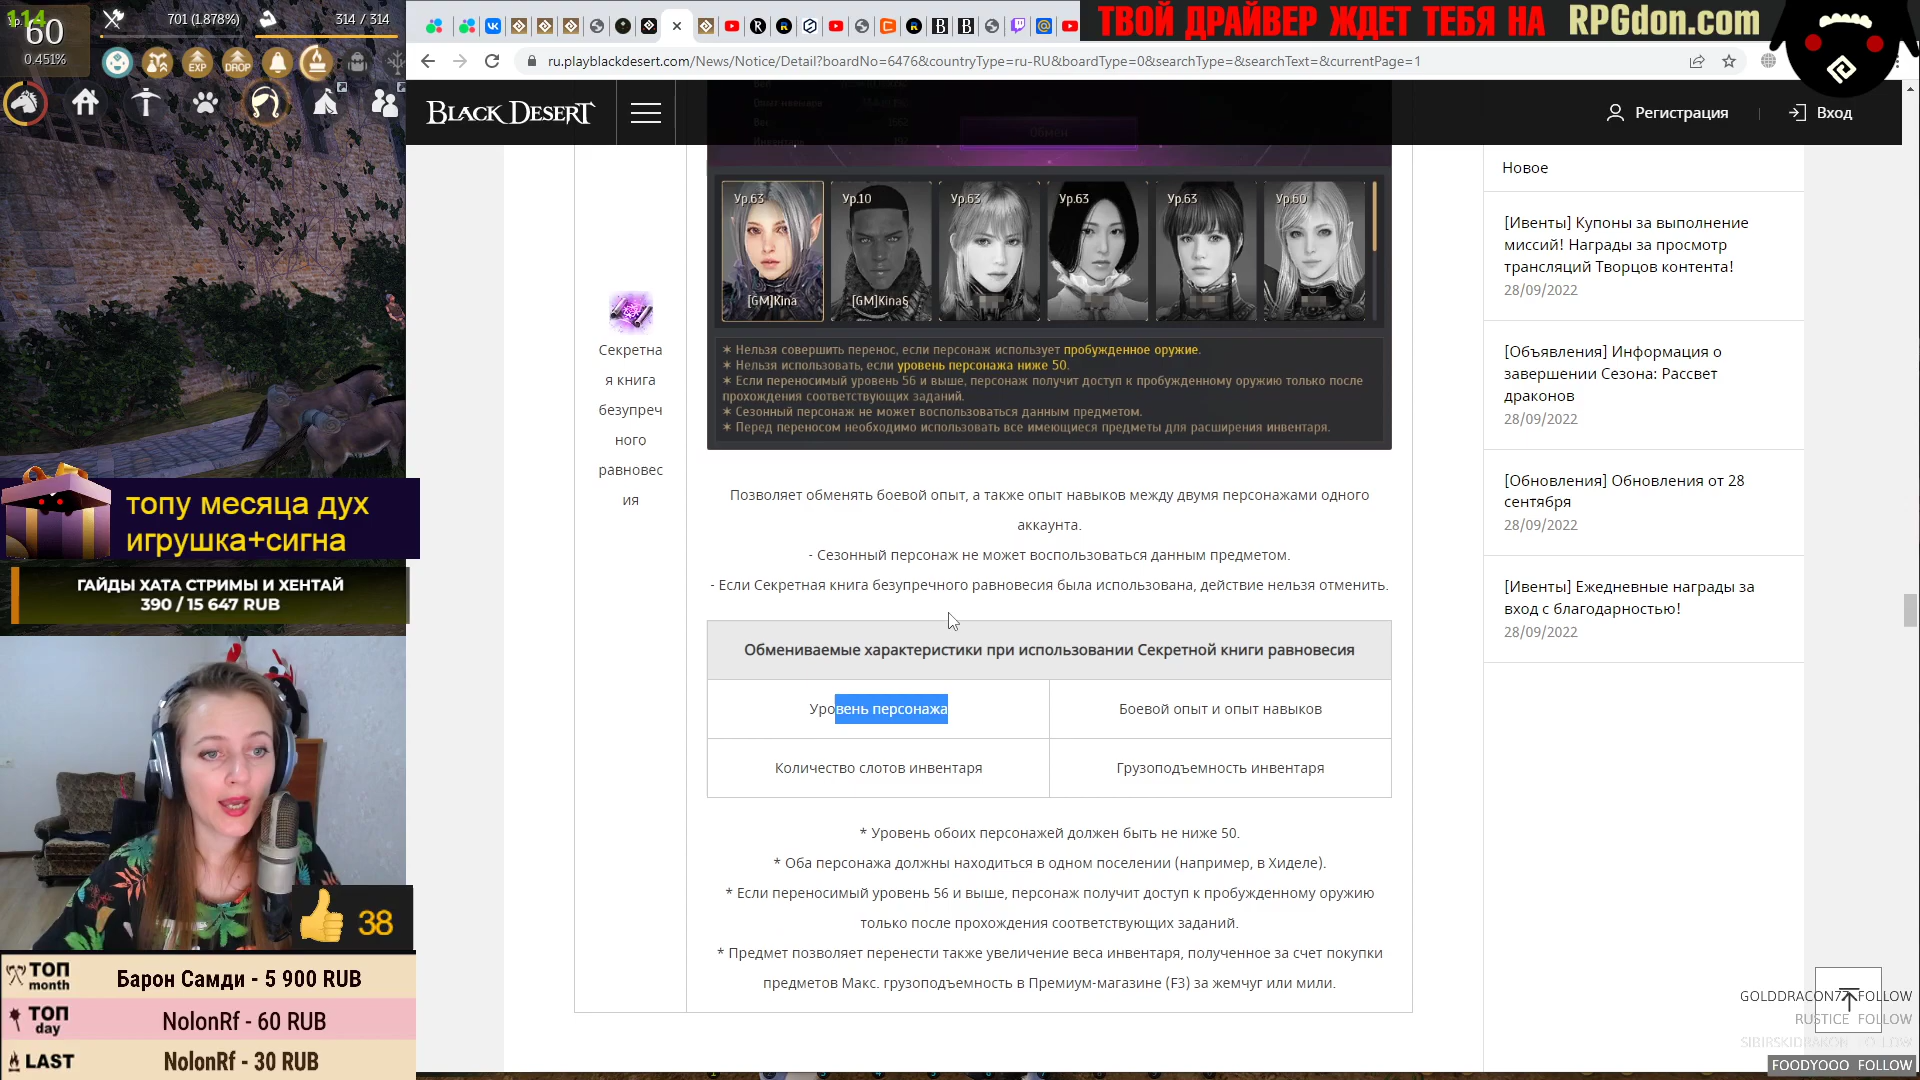 114
60
0.451%
701 (1.878%)
314 / 314
EXP
DROP
ТВОЙ ДРАЙВЕР ЖДЕТ ТЕБЯ НА RPGdon.com
ru.playblackdesert.com/News/Notice/Detail?boardNo=6476&countryType=ru-RU&boardType=0&searchType=&searchText=&currentPage=1
BLACK DESERT
Регистрация
Вход
Обмен
Ур.63
Ур.10
Ур.63
Ур.63
Ур.63
Ур.60
[GM]Kina
[GM]Kina§
Секретна
я книга
безупреч
ного
равновес
ия
* Нельзя совершить перенос, если персонаж использует пробужденное оружие.
* Нельзя использовать, если уровень персонажа ниже 50.
* Если переносимый уровень 56 и выше, персонаж получит доступ к пробужденному оружию только после
прохождения соответствующих заданий.
* Сезонный персонаж не может воспользоваться данным предметом.
* Перед переносом необходимо использовать все имеющиеся предметы для расширения инвентаря.
Позволяет обменять боевой опыт, а также опыт навыков между двумя персонажами одного
аккаунта.
- Сезонный персонаж не может воспользоваться данным предметом.
- Если Секретная книга безупречного равновесия была использована, действие нельзя отменить.
Обмениваемые характеристики при использовании Секретной книги равновесия
Уровень персонажа
Боевой опыт и опыт навыков
Количество слотов инвентаря
Грузоподъемность инвентаря
* Уровень обоих персонажей должен быть не ниже 50.
* Оба персонажа должны находиться в одном поселении (например, в Хиделе).
* Если переносимый уровень 56 и выше, персонаж получит доступ к пробужденному оружию
только после прохождения соответствующих заданий.
* Предмет позволяет перенести также увеличение веса инвентаря, полученное за счет покупки
предметов Макс. грузоподъемность в Премиум-магазине (F3) за жемчуг или мили.
Новое
[Ивенты] Купоны за выполнение
миссий! Награды за просмотр
трансляций Творцов контента!
28/09/2022
[Объявления] Информация о
завершении Сезона: Рассвет
драконов
28/09/2022
[Обновления] Обновления от 28
сентября
28/09/2022
[Ивенты] Ежедневные награды за
вход с благодарностью!
28/09/2022
топу месяца дух
игрушка+сигна
ГАЙДЫ ХАТА СТРИМЫ И ХЕНТАЙ
390 / 15 647 RUB
38
ТОП month Барон Самди - 5 900 RUB
ТОП day NolonRf - 60 RUB
LAST NolonRf - 30 RUB
GOLDDRACON77 FOLLOW
RUSTICE FOLLOW
FOODYOOO FOLLOW